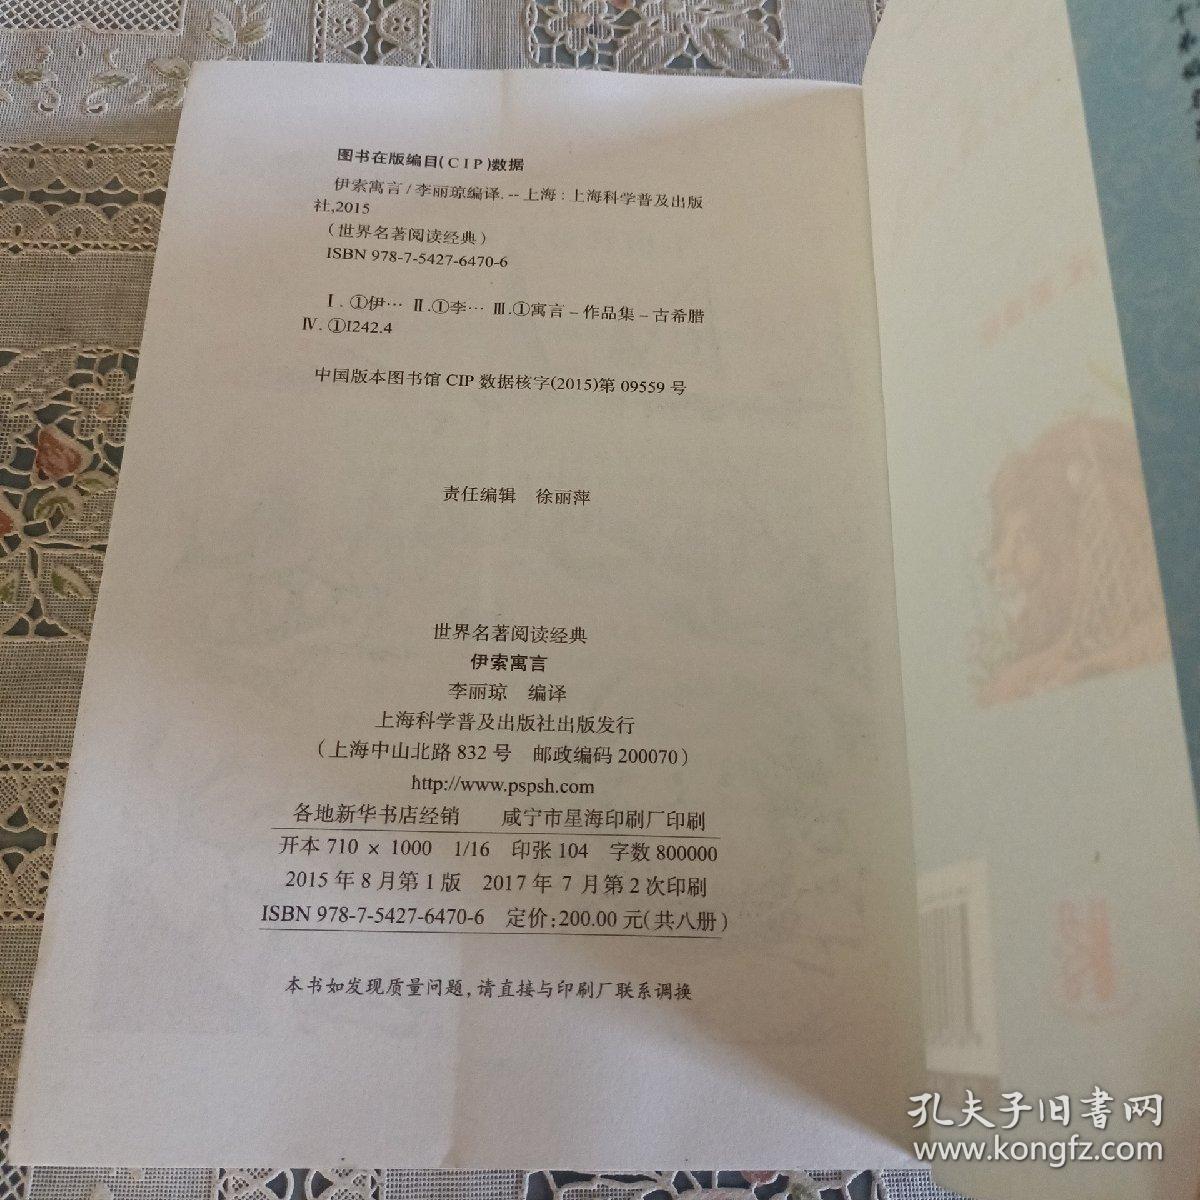 图书在版编目(CIP)数据
伊索寓言/李丽琼编译. -- 上海：上海科学普及出版
社,2015
（世界名著阅读经典）
ISBN 978-7-5427-6470-6
Ⅰ. ①伊… Ⅱ.①李… Ⅲ.①寓言－作品集－古希腊
Ⅳ. ①I242.4
中国版本图书馆 CIP 数据核字(2015)第 09559 号
责任编辑　徐丽萍
世界名著阅读经典
伊索寓言
李丽琼　编译
上海科学普及出版社出版发行
（上海中山北路 832 号　邮政编码 200070）
http://www.pspsh.com
各地新华书店经销　咸宁市星海印刷厂印刷
开本 710 × 1000　1/16　印张 104　字数 800000
2015 年 8 月第 1 版　2017 年 7 月第 2 次印刷
ISBN 978-7-5427-6470-6　定价：200.00 元（共八册）
本书如发现质量问题，请直接与印刷厂联系调换
孔夫子旧书网
www.kongfz.com